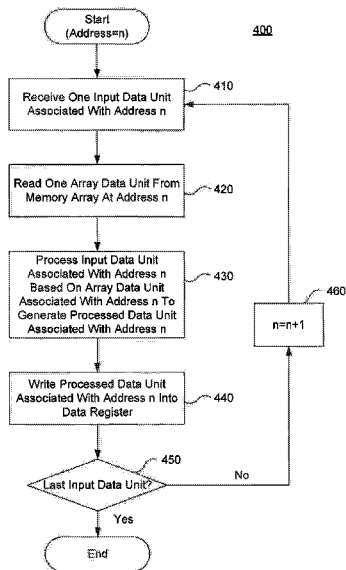 Start
(Address=n)
400
410
Receive One Input Data Unit
Associated With Address n
Read One Array Data Unit From
Memory Array At Address n
420
Process Input Data Unit
Associated With Address n
Based On Array Data Unit
Associated With Address n To
Generate Processed Data Unit
Associated With Address n
430
460
n=n+1
Write Processed Data Unit
Associated With Address n Into
Data Register
440
450
Last Input Data Unit?
No
Yes
End